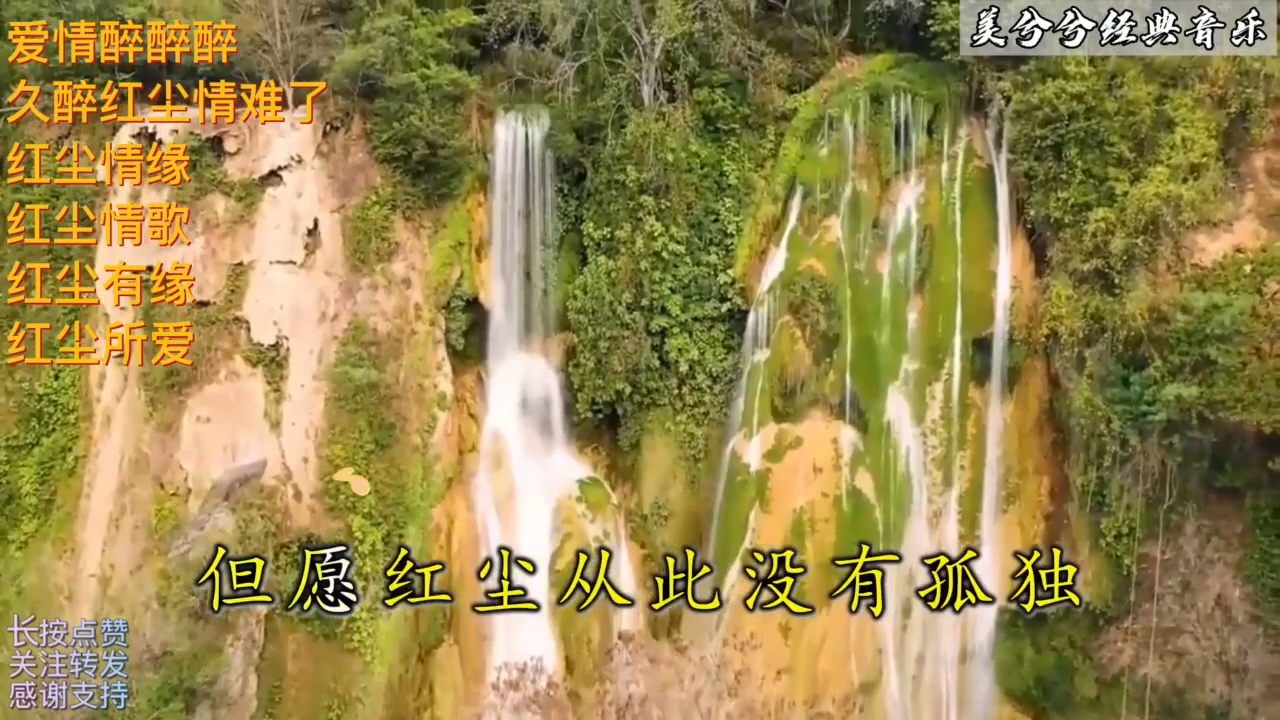 美兮兮经典音乐
爱情醉醉醉
久醉红尘情难了
红尘情缘
红尘情歌
红尘有缘
红尘所爱
但愿红尘从此没有孤独
长按点赞
关注转发
感谢支持